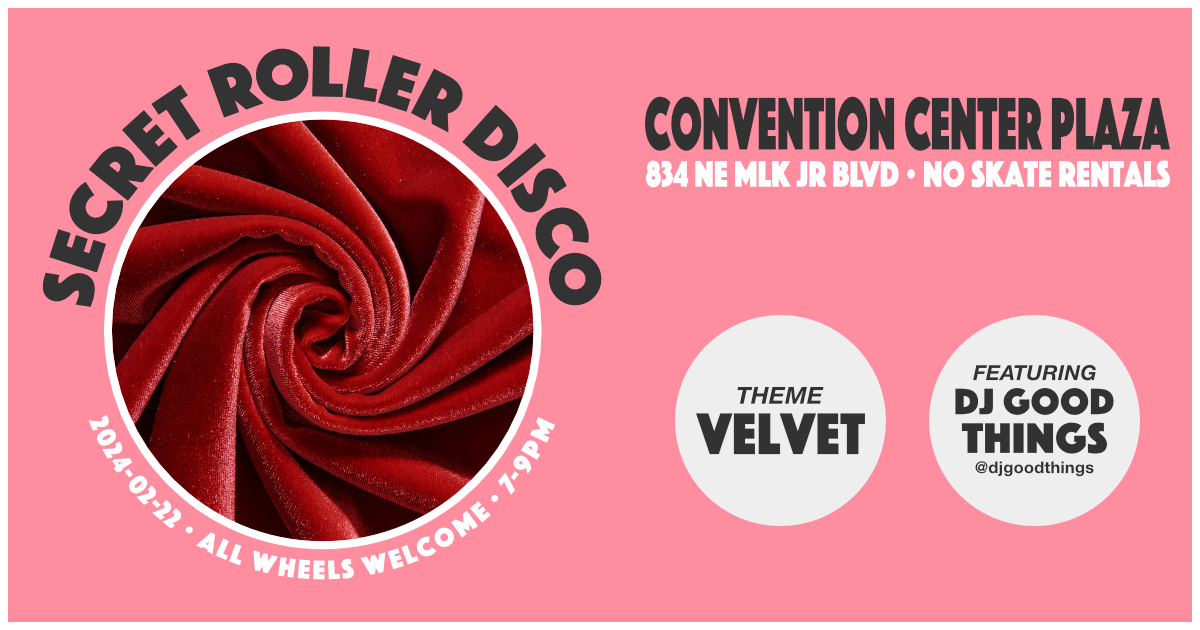 SECRET ROLLER DISCO
2024-02-22 • ALL WHEELS WELCOME • 7-9PM
CONVENTION CENTER PLAZA
834 NE MLK JR BLVD • NO SKATE RENTALS
THEME
VELVET
FEATURING
DJ GOOD
THINGS
@djgoodthings